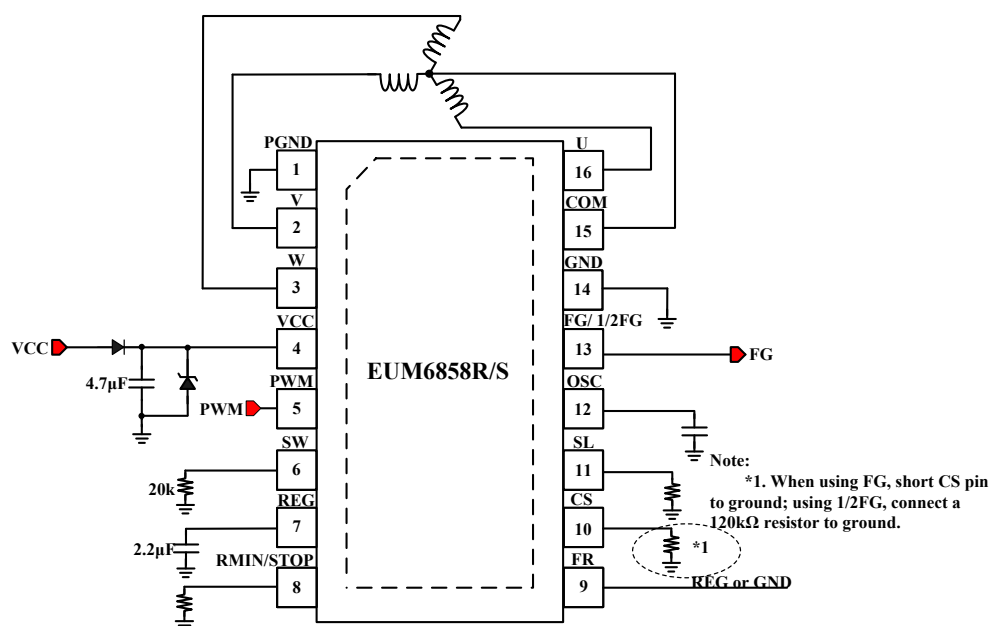 PGND
1
V
2
W
3
VCC
VCC
4
4.7µF
PWM
PWM
5
SW
6
20k
REG
7
2.2µF
RMIN/STOP
8
EUM6858R/S
U
16
COM
15
GND
14
FG/ 1/2FG
13
FG
OSC
12
SL
11
CS
10
*1
FR
9
REG or GND
Note:
*1. When using FG, short CS pin
to ground; using 1/2FG, connect a
120kΩ resistor to ground.